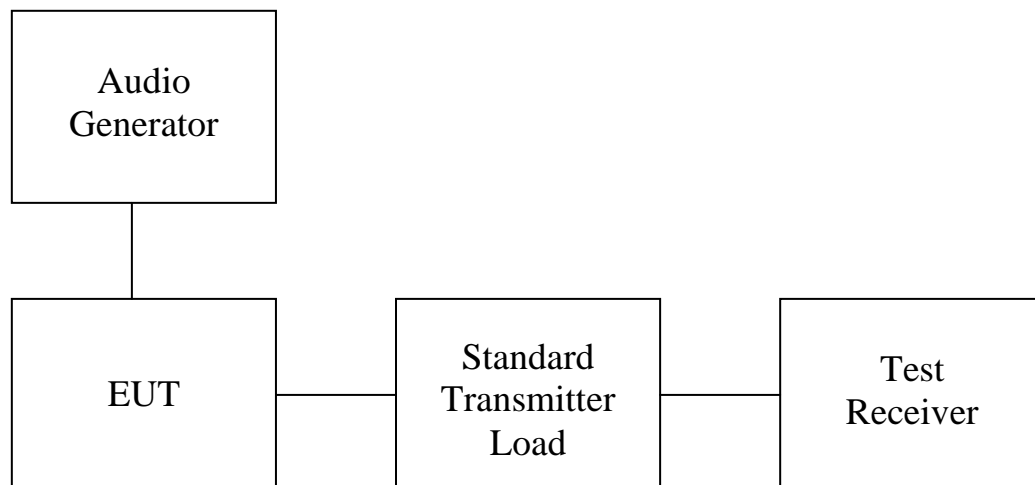 Audio
Generator
EUT
Standard
Transmitter
Load
Test
Receiver